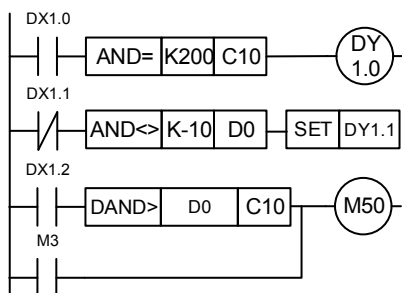 DX1.0
AND= K200 C10
DY
1.0
DX1.1
AND<> K-10 D0 SET DY1.1
DX1.2
DAND> D0 C10 M50
M3